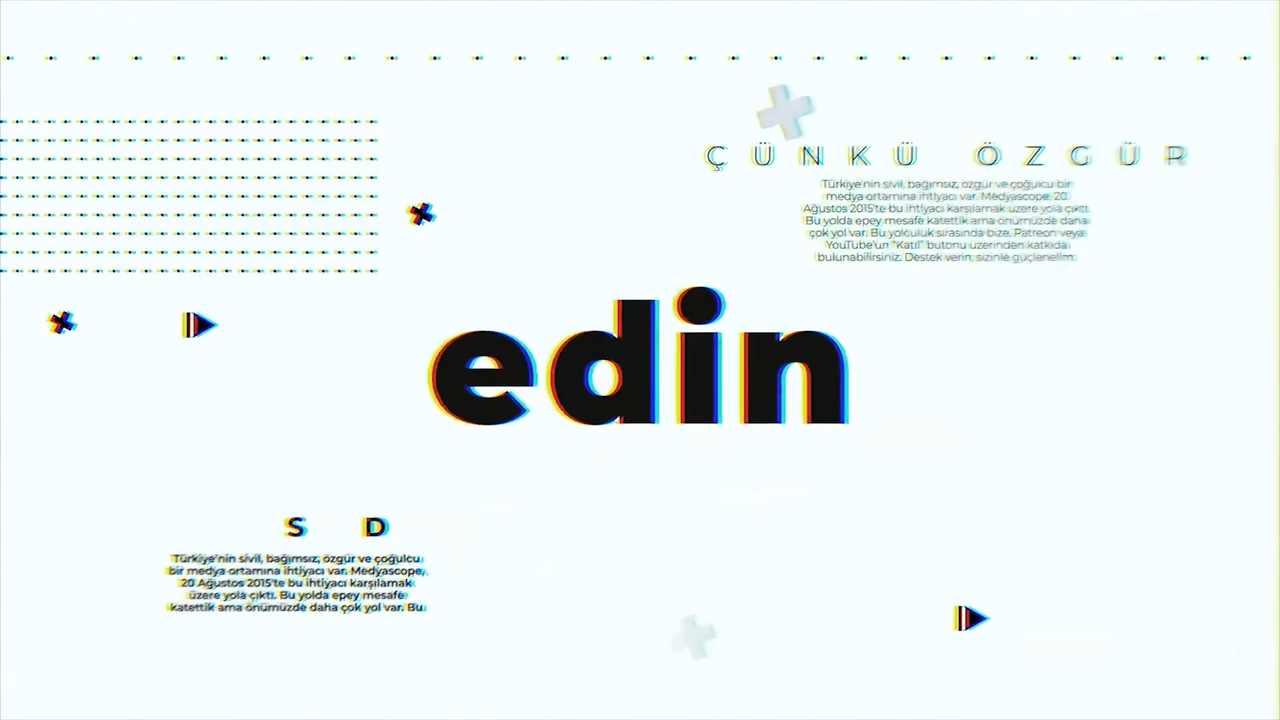 ÇÜNKÜ ÖZGÜR
Türkiye'nin sivil, bağımsız, özgür ve çoğulcu bir
medya ortamına ihtiyacı var. Medyascope, 20
Ağustos 2015'te bu ihtiyacı karşılamak üzere yola çıktı.
Bu yolda epey mesafe katettik ama önümüzde daha
çok yol var. Bu yolculuk sırasında bize, Patreon veya
YouTube'un "Katıl" butonu üzerinden katkıda
bulunabilirsiniz. Destek verin, sizinle güçlenelim.
edin
S D
Türkiye'nin sivil, bağımsız, özgür ve çoğulcu
bir medya ortamına ihtiyacı var. Medyascope,
20 Ağustos 2015'te bu ihtiyacı karşılamak
üzere yola çıktı. Bu yolda epey mesafe
katettik ama önümüzde daha çok yol var. Bu